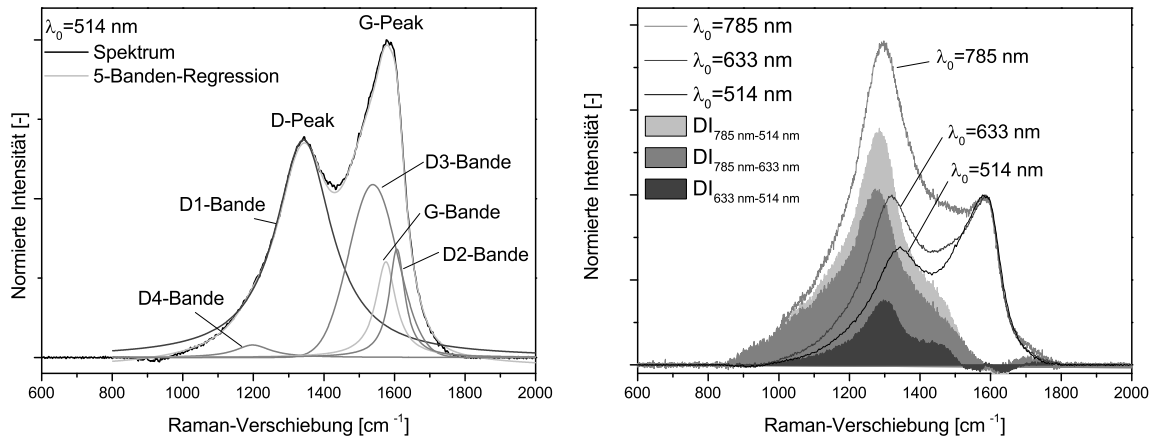 λ0=514 nm
Spektrum
5-Banden-Regression
G-Peak
D-Peak
D3-Bande
D1-Bande
G-Bande
D2-Bande
D4-Bande
Normierte Intensität [-]
600 800 1000 1200 1400 1600 1800 2000
Raman-Verschiebung [cm -1]
λ0=785 nm
λ0=633 nm
λ0=514 nm
DI785 nm-514 nm
DI785 nm-633 nm
DI633 nm-514 nm
λ0=785 nm
λ0=633 nm
λ0=514 nm
Normierte Intensität [-]
600 800 1000 1200 1400 1600 1800 2000
Raman-Verschiebung [cm -1]